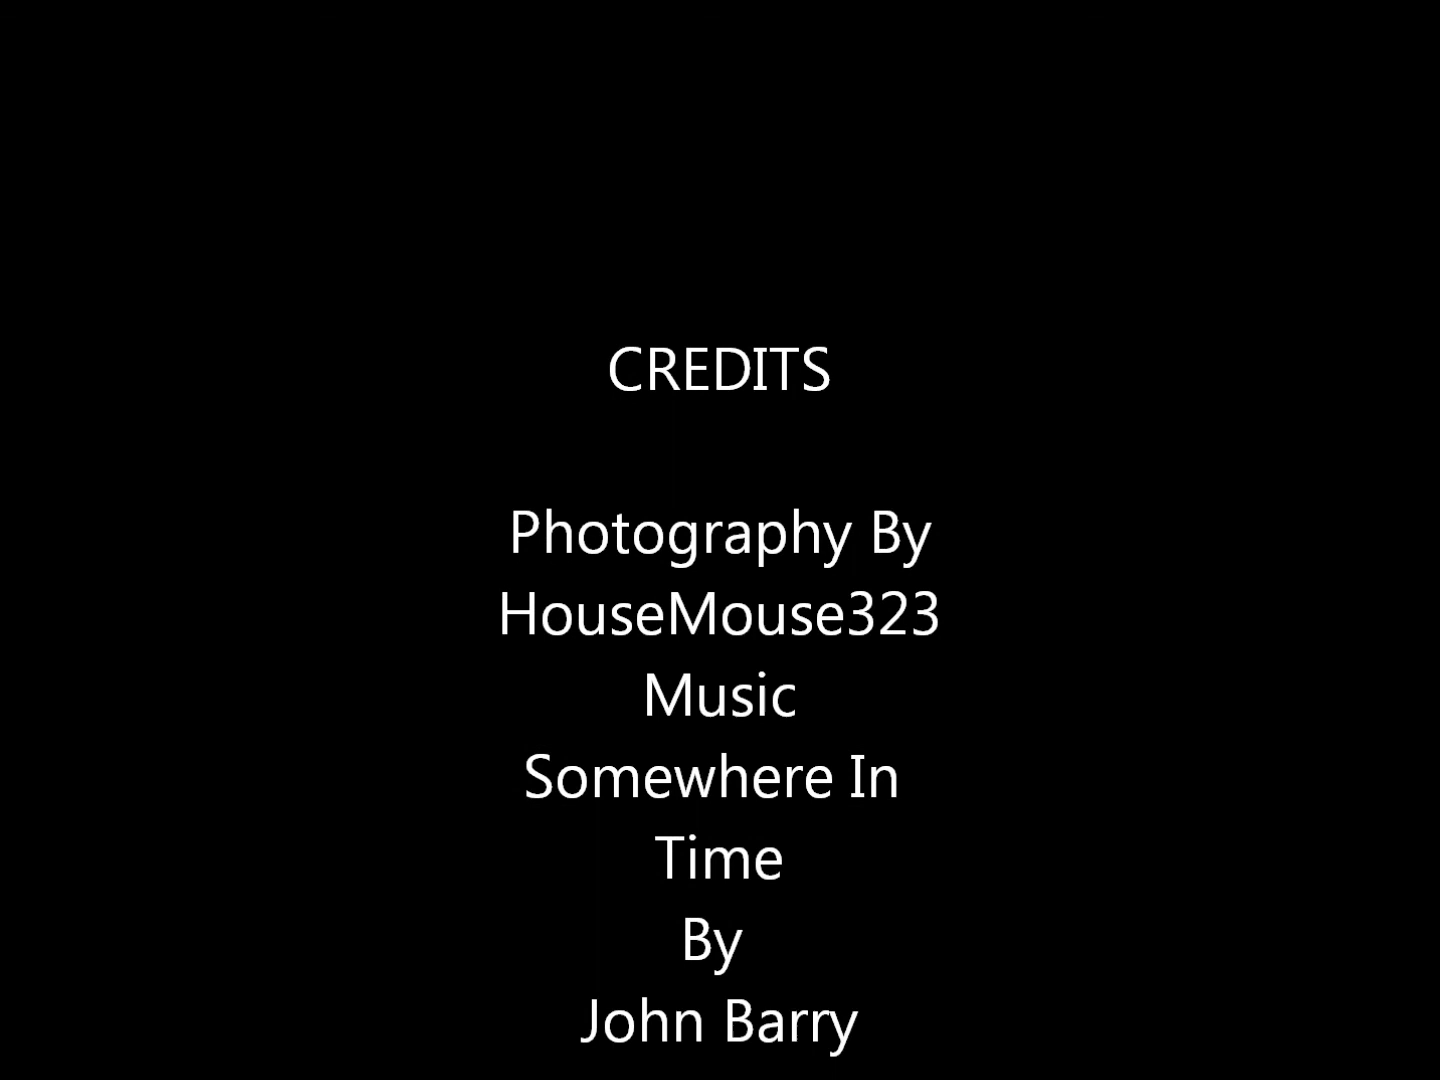 CREDITS
Photography By
HouseMouse323
Music
Somewhere In
Time
By
John Barry